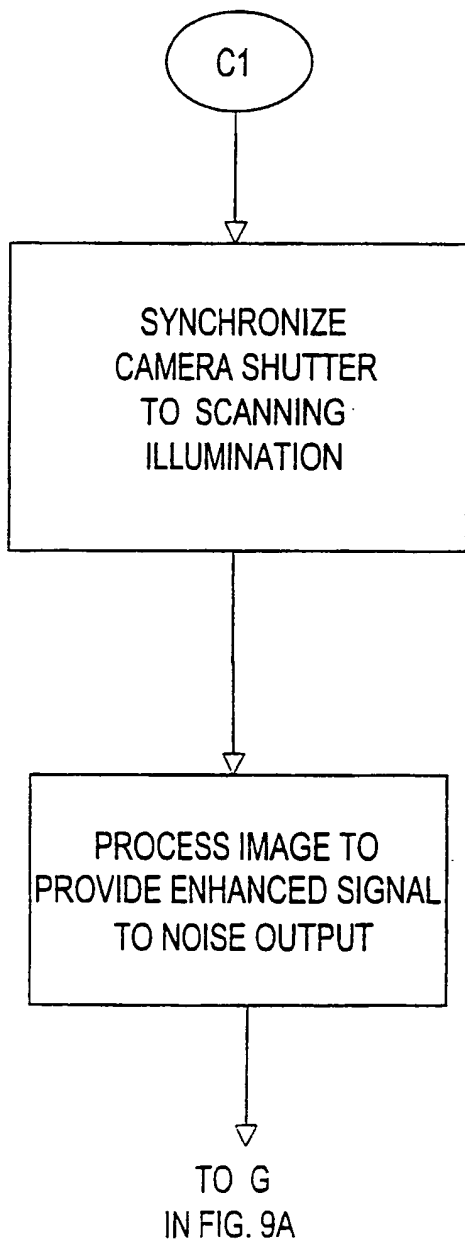 C1
SYNCHRONIZE
CAMERA SHUTTER
TO SCANNING
ILLUMINATION
PROCESS IMAGE TO
PROVIDE ENHANCED SIGNAL
TO NOISE OUTPUT
TO G
IN FIG. 9A